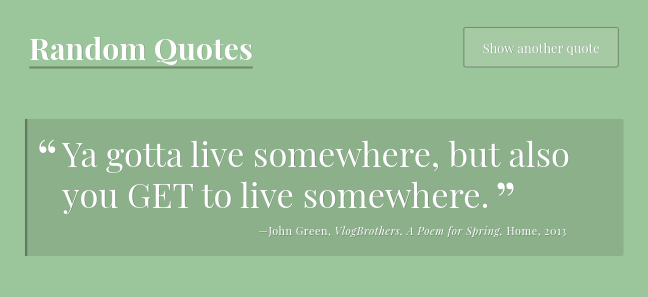 Random Quotes
Show another quote
“Ya gotta live somewhere, but also
you GET to live somewhere.”
—John Green, VlogBrothers, A Poem for Spring, Home, 2013